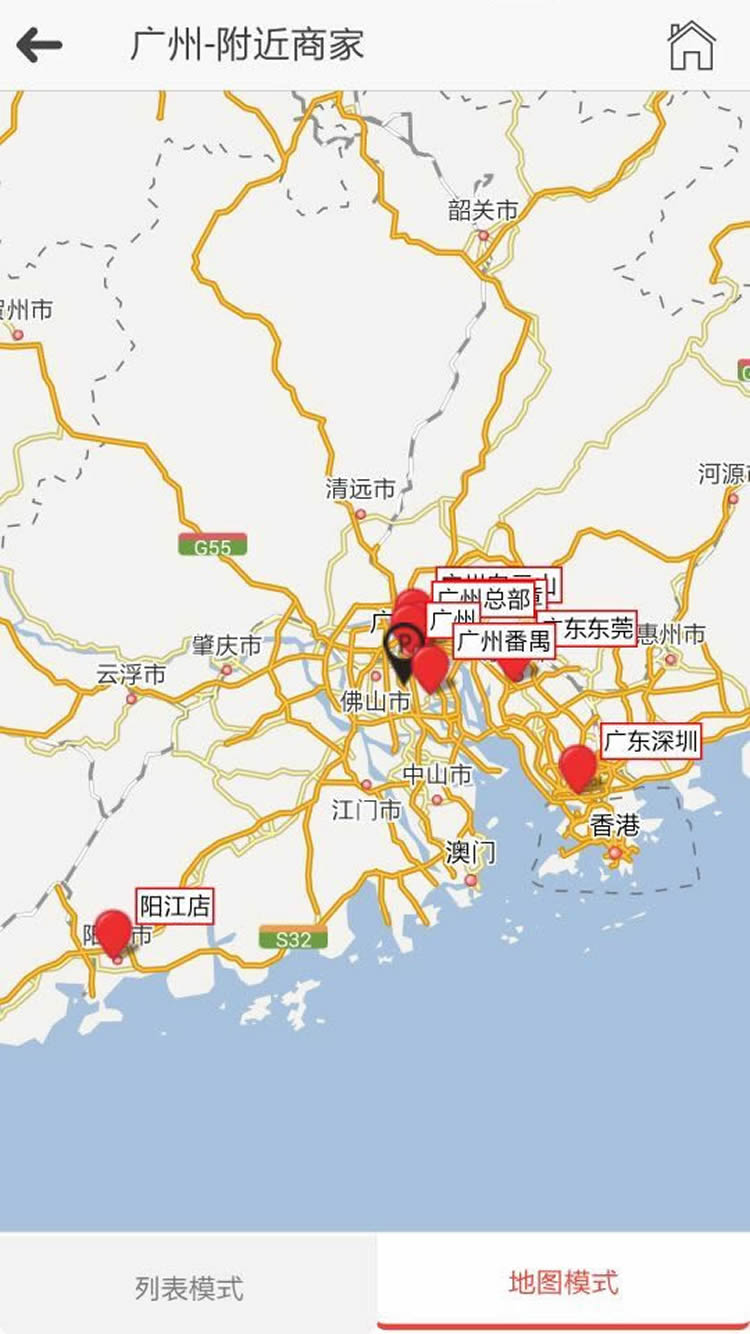 广州-附近商家
韶关市
州市
清远市
河源
G55
广州总部
广州
东东莞
广州番禺
惠州市
肇庆市
云浮市
佛山市
广东深圳
中山市
江门市
香港
澳门
阳江店
阳 市
S32
列表模式
地图模式